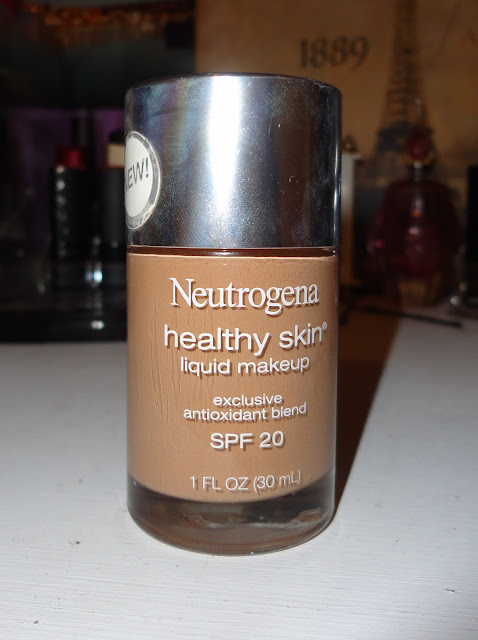 1889
NEW!
Neutrogena
healthy skin®
liquid makeup
exclusive
antioxidant blend
SPF 20
1 FL OZ (30 mL)